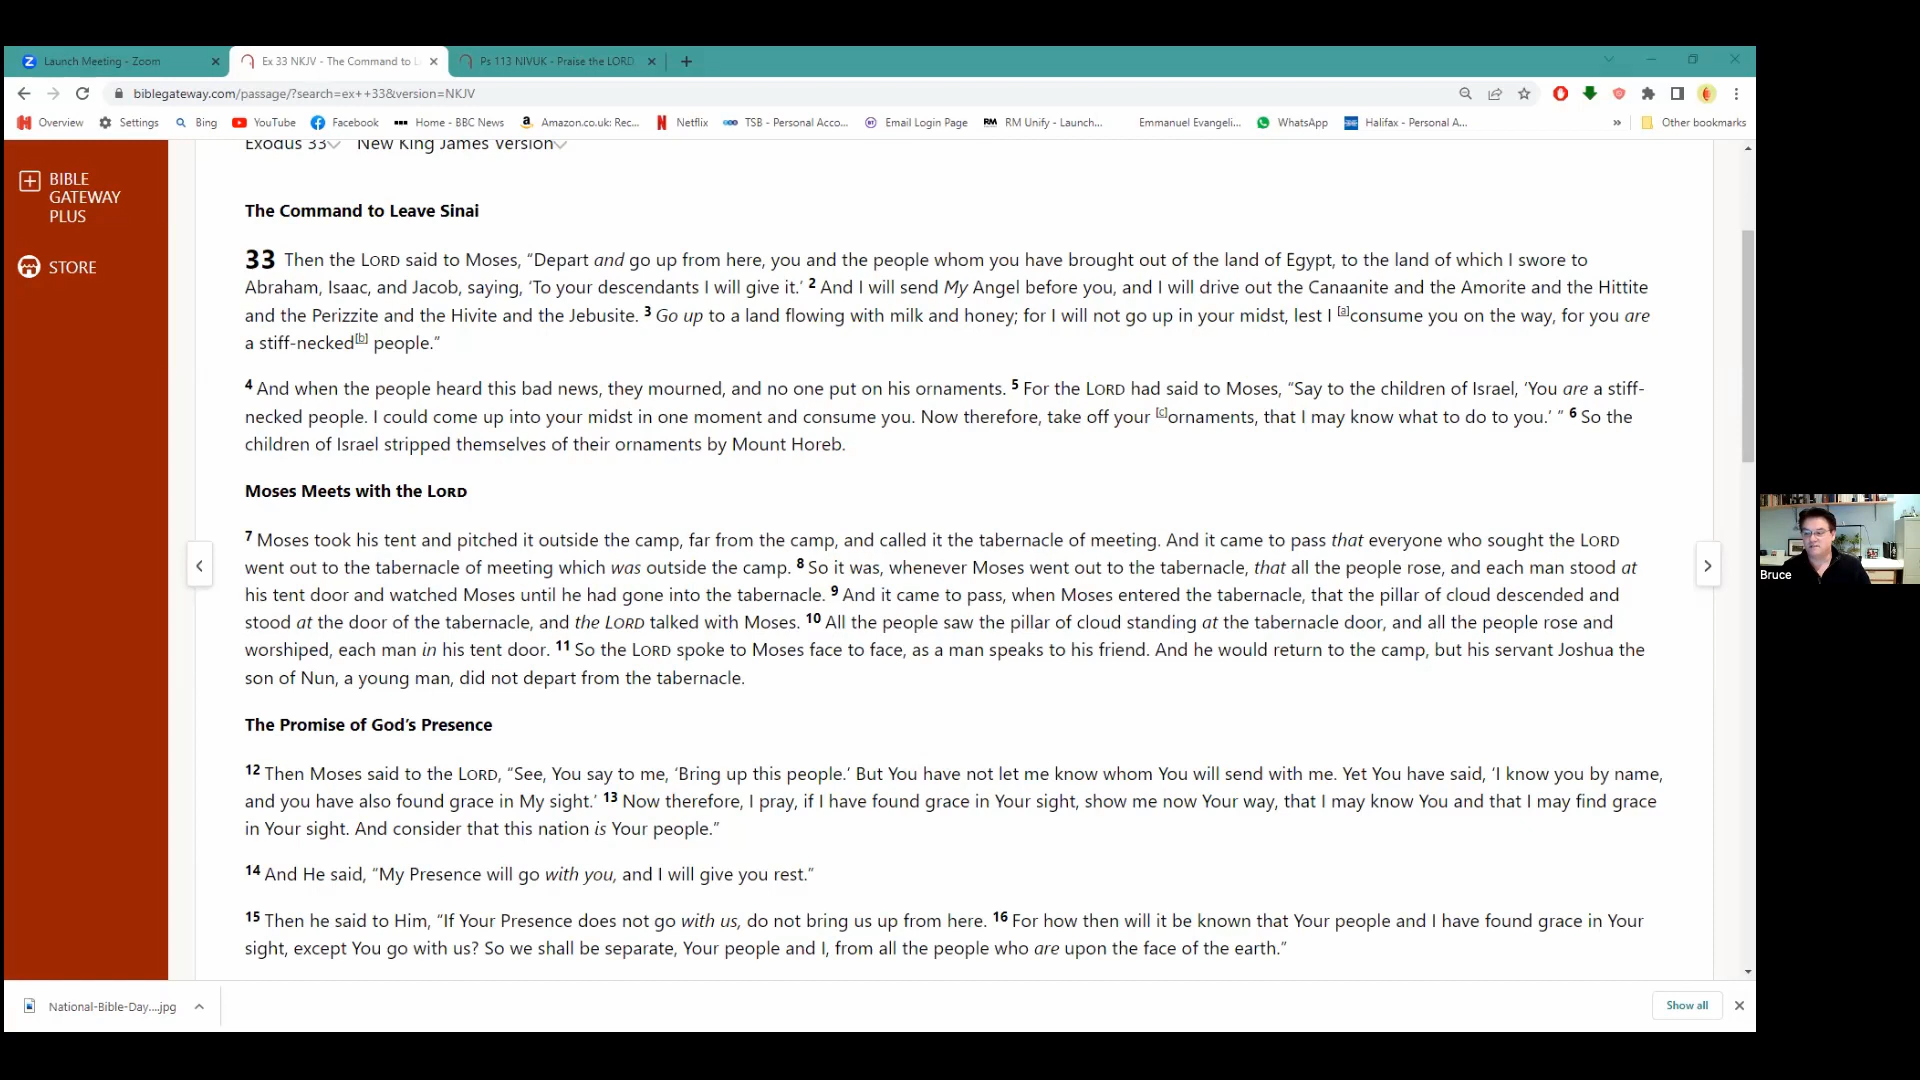 Launch Meeting - Zoom
Ex 33 NKJV - The Command to L
Ps 113 NIVUK - Praise the LORD
biblegateway.com/passage/?search=ex++33&version=NKJV
Overview Settings Bing YouTube Facebook Home - BBC News Amazon.co.uk: Rec... Netflix TSB - Personal Acco... Email Login Page RM Unify - Launch... Emmanuel Evangeli... WhatsApp Halifax - Personal A... » Other bookmarks
Exodus 33 New King James Version
BIBLE
GATEWAY
PLUS
STORE
The Command to Leave Sinai
33 Then the LORD said to Moses, “Depart and go up from here, you and the people whom you have brought out of the land of Egypt, to the land of which I swore to
Abraham, Isaac, and Jacob, saying, ‘To your descendants I will give it.’ 2 And I will send My Angel before you, and I will drive out the Canaanite and the Amorite and the Hittite
and the Perizzite and the Hivite and the Jebusite. 3 Go up to a land flowing with milk and honey; for I will not go up in your midst, lest I [a]consume you on the way, for you are
a stiff-necked[b] people.”
4 And when the people heard this bad news, they mourned, and no one put on his ornaments. 5 For the LORD had said to Moses, “Say to the children of Israel, ‘You are a stiff-
necked people. I could come up into your midst in one moment and consume you. Now therefore, take off your [c]ornaments, that I may know what to do to you.’ ” 6 So the
children of Israel stripped themselves of their ornaments by Mount Horeb.
Moses Meets with the LORD
7 Moses took his tent and pitched it outside the camp, far from the camp, and called it the tabernacle of meeting. And it came to pass that everyone who sought the LORD
went out to the tabernacle of meeting which was outside the camp. 8 So it was, whenever Moses went out to the tabernacle, that all the people rose, and each man stood at
his tent door and watched Moses until he had gone into the tabernacle. 9 And it came to pass, when Moses entered the tabernacle, that the pillar of cloud descended and
stood at the door of the tabernacle, and the LORD talked with Moses. 10 All the people saw the pillar of cloud standing at the tabernacle door, and all the people rose and
worshiped, each man in his tent door. 11 So the LORD spoke to Moses face to face, as a man speaks to his friend. And he would return to the camp, but his servant Joshua the
son of Nun, a young man, did not depart from the tabernacle.
The Promise of God’s Presence
12 Then Moses said to the LORD, “See, You say to me, ‘Bring up this people.’ But You have not let me know whom You will send with me. Yet You have said, ‘I know you by name,
and you have also found grace in My sight.’ 13 Now therefore, I pray, if I have found grace in Your sight, show me now Your way, that I may know You and that I may find grace
in Your sight. And consider that this nation is Your people.”
14 And He said, “My Presence will go with you, and I will give you rest.”
15 Then he said to Him, “If Your Presence does not go with us, do not bring us up from here. 16 For how then will it be known that Your people and I have found grace in Your
sight, except You go with us? So we shall be separate, Your people and I, from all the people who are upon the face of the earth.”
Bruce
National-Bible-Day....jpg
Show all